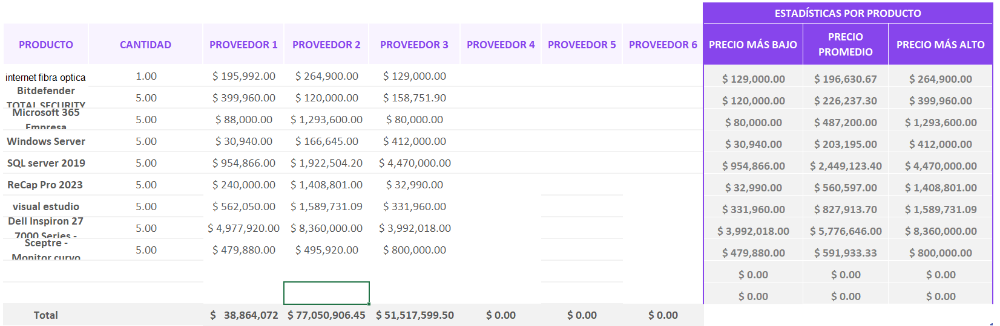 ESTADÍSTICAS POR PRODUCTO
PRODUCTO CANTIDAD PROVEEDOR 1 PROVEEDOR 2 PROVEEDOR 3 PROVEEDOR 4 PROVEEDOR 5 PROVEEDOR 6 PRECIO MÁS BAJO PRECIO PROMEDIO PRECIO MÁS ALTO
internet fibra optica 1.00 $ 195,992.00 $ 264,900.00 $ 129,000.00 $ 129,000.00 $ 196,630.67 $ 264,900.00
Bitdefender
TOTAL SECURITY 5.00 $ 399,960.00 $ 120,000.00 $ 158,751.90 $ 120,000.00 $ 226,237.30 $ 399,960.00
Microsoft 365
Empresa 5.00 $ 88,000.00 $ 1,293,600.00 $ 80,000.00 $ 80,000.00 $ 487,200.00 $ 1,293,600.00
Windows Server 5.00 $ 30,940.00 $ 166,645.00 $ 412,000.00 $ 30,940.00 $ 203,195.00 $ 412,000.00
SQL server 2019 5.00 $ 954,866.00 $ 1,922,504.20 $ 4,470,000.00 $ 954,866.00 $ 2,449,123.40 $ 4,470,000.00
ReCap Pro 2023 5.00 $ 240,000.00 $ 1,408,801.00 $ 32,990.00 $ 32,990.00 $ 560,597.00 $ 1,408,801.00
visual estudio 5.00 $ 562,050.00 $ 1,589,731.09 $ 331,960.00 $ 331,960.00 $ 827,913.70 $ 1,589,731.09
Dell Inspiron 27
7000 Series - 5.00 $ 4,977,920.00 $ 8,360,000.00 $ 3,992,018.00 $ 3,992,018.00 $ 5,776,646.00 $ 8,360,000.00
Sceptre -
Monitor curvo 5.00 $ 479,880.00 $ 495,920.00 $ 800,000.00 $ 479,880.00 $ 591,933.33 $ 800,000.00
$ 0.00 $ 0.00 $ 0.00
$ 0.00 $ 0.00 $ 0.00
Total $ 38,864,072 $ 77,050,906.45 $ 51,517,599.50 $ 0.00 $ 0.00 $ 0.00